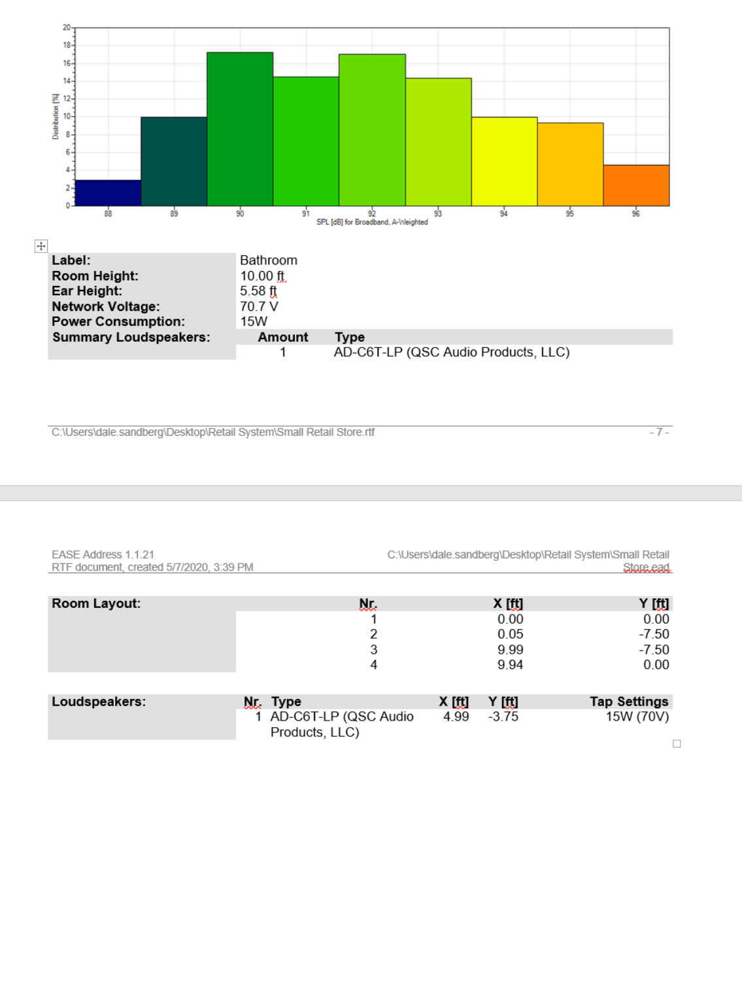 20
18
16
14
12
10
8
6
4
2
0
Distribution [%]
88 89 90 91 92 93 94 95 96
SPL [dB] for Broadband, A-Weighted
Label: Bathroom
Room Height: 10.00 ft
Ear Height: 5.58 ft
Network Voltage: 70.7 V
Power Consumption: 15W
Summary Loudspeakers: Amount Type
1 AD-C6T-LP (QSC Audio Products, LLC)
C:\Users\dale.sandberg\Desktop\Retail System\Small Retail Store.rtf - 7 -
EASE Address 1.1.21 C:\Users\dale.sandberg\Desktop\Retail System\Small Retail
RTF document, created 5/7/2020, 3:39 PM Store.ead
Room Layout: Nr. X [ft] Y [ft]
1 0.00 0.00
2 0.05 -7.50
3 9.99 -7.50
4 9.94 0.00
Loudspeakers: Nr. Type X [ft] Y [ft] Tap Settings
1 AD-C6T-LP (QSC Audio 4.99 -3.75 15W (70V)
Products, LLC)